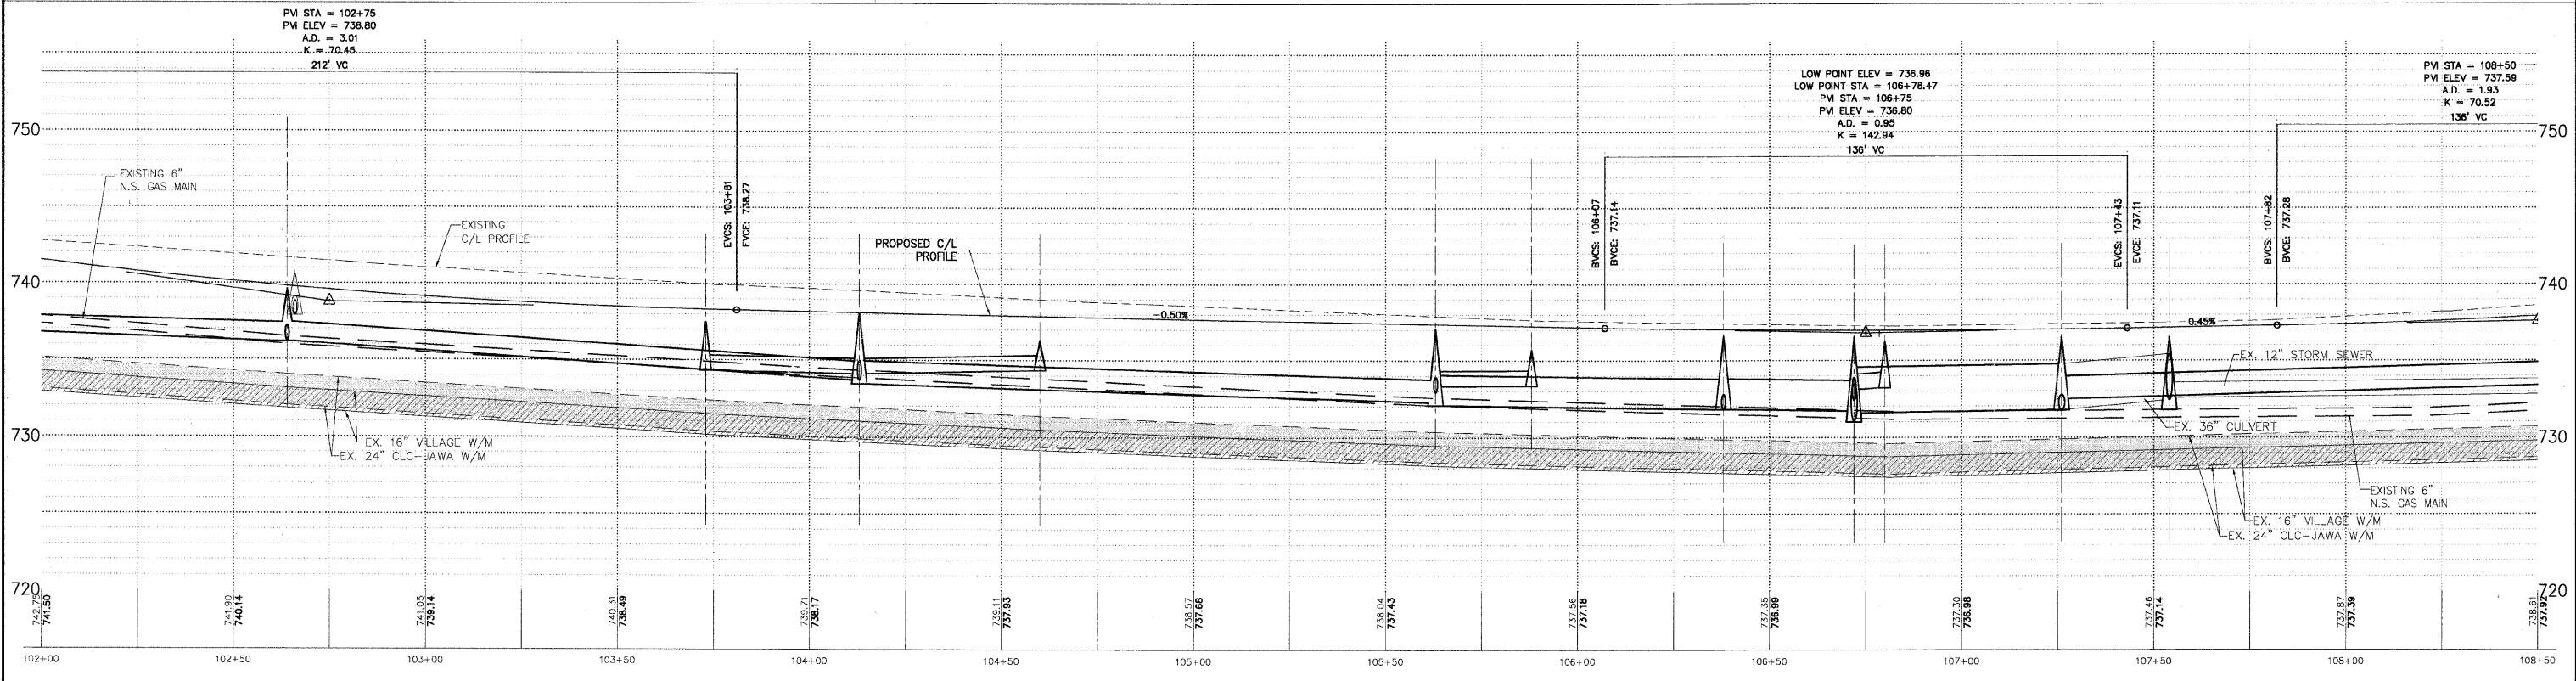 PVI STA = 102+75
PVI ELEV = 738.80
A.D. = 3.01
K = 70.45
212' VC
LOW POINT ELEV = 736.96
LOW POINT STA = 106+78.47
PVI STA = 106+75
PVI ELEV = 736.80
A.D. = 0.95
K = 142.94
136' VC
PVI STA = 108+50
PVI ELEV = 737.59
A.D. = 1.93
K = 70.52
136' VC
750
750
EXISTING 6"
N.S. GAS MAIN
EXISTING
C/L PROFILE
EVCS: 103+81
EVCE: 738.27
PROPOSED C/L
PROFILE
BVCS: 106+07
BVCE: 737.14
EVCS: 107+43
EVCE: 737.11
BVCS: 107+82
BVCE: 737.28
740
740
-0.50%
0.45%
EX. 12" STORM SEWER
730
730
EX. 16" VILLAGE W/M
EX. 24" CLC-JAWA W/M
EX. 36" CULVERT
EXISTING 6"
N.S. GAS MAIN
EX. 16" VILLAGE W/M
EX. 24" CLC-JAWA W/M
720
720
742.75
741.50
741.90
740.14
741.05
739.14
740.31
738.49
739.71
738.17
739.11
737.93
738.57
737.68
738.04
737.43
737.56
737.18
737.35
736.99
737.30
736.98
737.46
737.14
737.87
737.39
738.61
737.92
102+00
102+50
103+00
103+50
104+00
104+50
105+00
105+50
106+00
106+50
107+00
107+50
108+00
108+50